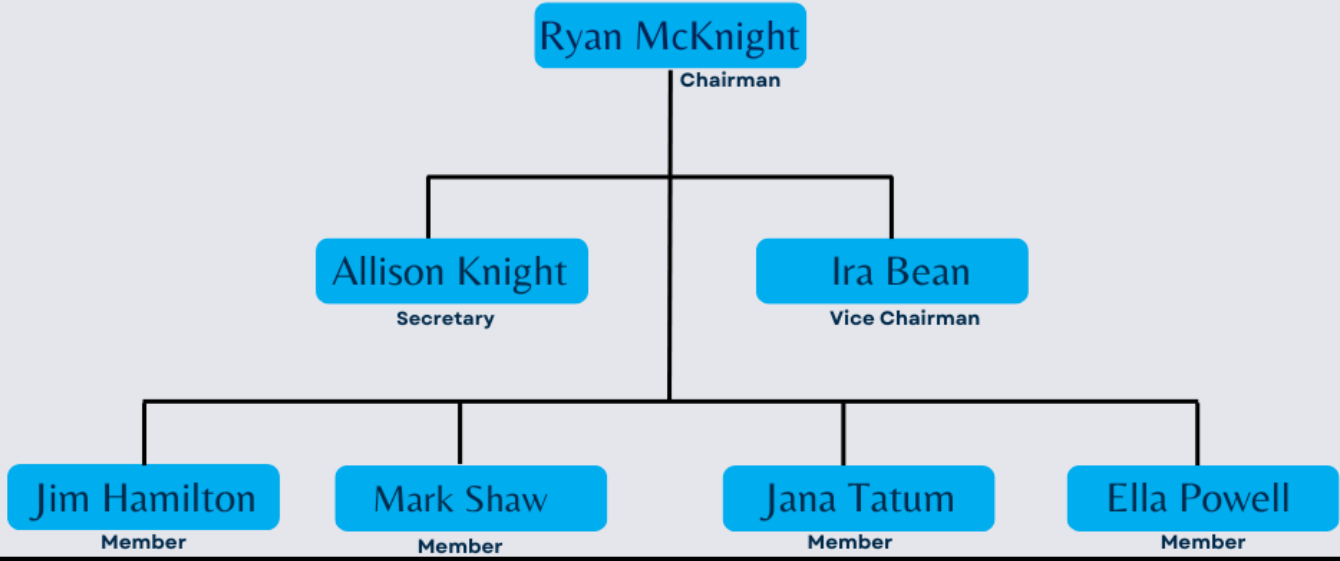 Ryan McKnight
Chairman
Allison Knight
Secretary
Ira Bean
Vice Chairman
Jim Hamilton
Member
Mark Shaw
Member
Jana Tatum
Member
Ella Powell
Member